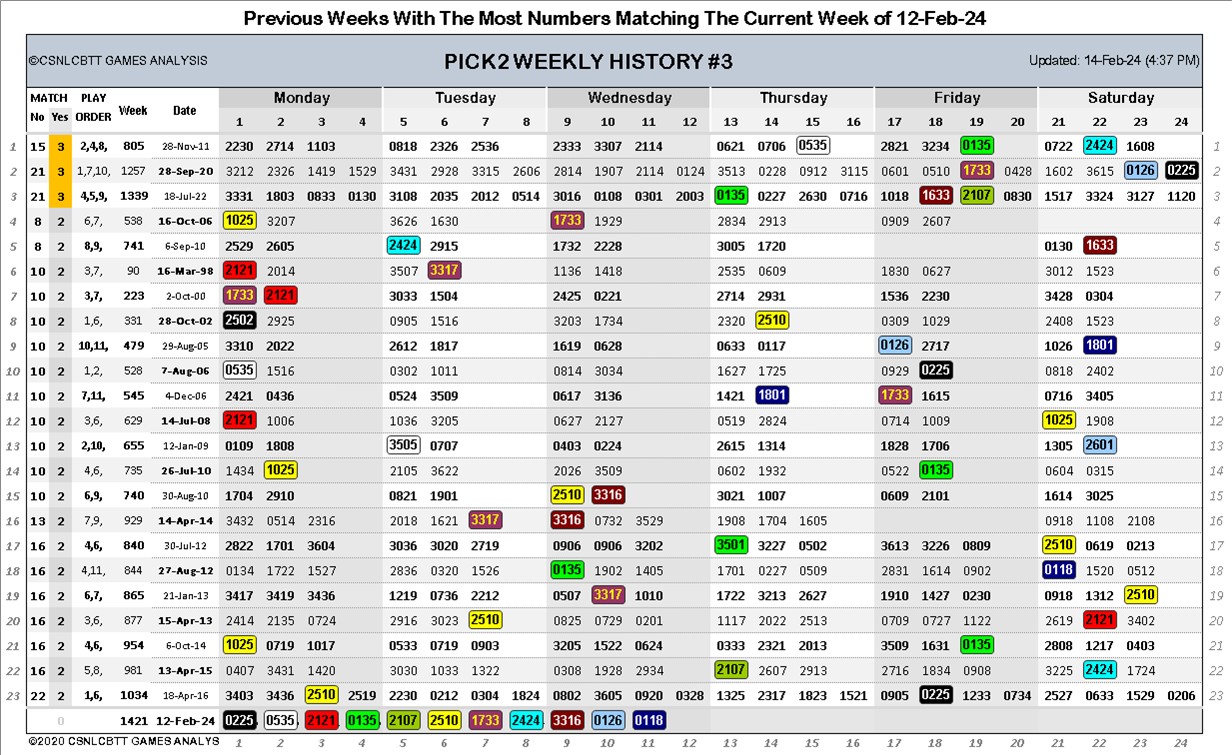 Previous Weeks With The Most Numbers Matching The Current Week of 12-Feb-24
©CSNLCBTT GAMES ANALYSIS PICK2 WEEKLY HISTORY #3 Updated: 14-Feb-24 (4:37 PM)
MATCH PLAY Week Date Monday Tuesday Wednesday Thursday Friday Saturday
No Yes ORDER 1 2 3 4 5 6 7 8 9 10 11 12 13 14 15 16 17 18 19 20 21 22 23 24
1 15 3 2,4,8, 805 28-Nov-11 2230 2714 1103 0818 2326 2536 2333 3307 2114 0621 0706 0535 2821 3234 0135 0722 2424 1608 1
2 21 3 1,7,10, 1257 28-Sep-20 3212 2326 1419 1529 3431 2928 3315 2606 2814 1907 2114 0124 3513 0228 0912 3115 0601 0510 1733 0428 1602 3615 0126 0225 2
3 21 3 4,5,9, 1339 18-Jul-22 3331 1803 0833 0130 3108 2035 2012 0514 3016 0108 0301 2003 0135 0227 2630 0716 1018 1633 2107 0830 1517 3324 3127 1120 3
4 8 2 6,7, 538 16-Oct-06 1025 3207 3626 1630 1733 1929 2834 2913 0909 2607 4
5 8 2 8,9, 741 6-Sep-10 2529 2605 2424 2915 1732 2228 3005 1720 0130 1633 5
6 10 2 3,7, 90 16-Mar-98 2121 2014 3507 3317 1136 1418 2535 0609 1830 0627 3012 1523 6
7 10 2 3,7, 223 2-Oct-00 1733 2121 3033 1504 2425 0221 2714 2931 1536 2230 3428 0304 7
8 10 2 1,6, 331 28-Oct-02 2502 2925 0905 1516 3203 1734 2320 2510 0309 1029 2408 1523 8
9 10 2 10,11, 479 29-Aug-05 3310 2022 2612 1817 1619 0628 0633 0117 0126 2717 1026 1801 9
10 10 2 1,2, 528 7-Aug-06 0535 1516 0302 1011 0814 3034 1627 1725 0929 0225 0818 2402 10
11 10 2 7,11, 545 4-Dec-06 2421 0436 0524 3509 0617 3136 1421 1801 1733 1615 0716 3405 11
12 10 2 3,6, 629 14-Jul-08 2121 1006 1036 3205 0627 2127 0519 2824 0714 1009 1025 1908 12
13 10 2 2,10, 655 12-Jan-09 0109 1808 3505 0707 0403 0224 2615 1314 1828 1706 1305 2601 13
14 10 2 4,6, 735 26-Jul-10 1434 1025 2105 3622 2026 3509 0602 1932 0522 0135 0604 0315 14
15 10 2 6,9, 740 30-Aug-10 1704 2910 0821 1901 2510 3316 3021 1007 0609 2101 1614 3025 15
16 13 2 7,9, 929 14-Apr-14 3432 0514 2316 2018 1621 3317 3316 0732 3529 1908 1704 1605 0918 1108 2108 16
17 16 2 4,6, 840 30-Jul-12 2822 1701 3604 3036 3020 2719 0906 0906 3202 3501 3227 0502 3613 3226 0809 2510 0619 0213 17
18 16 2 4,11, 844 27-Aug-12 0134 1722 1527 2836 0320 1526 0135 1902 1405 1701 0227 0509 2831 1614 0902 0118 1520 0512 18
19 16 2 6,7, 865 21-Jan-13 3417 3419 3436 1219 0736 2212 0507 3317 1010 1722 3213 2627 1910 1427 0230 0918 1312 2510 19
20 16 2 3,6, 877 15-Apr-13 2414 2135 0724 2916 3023 2510 0825 0729 0201 1117 2022 2513 0709 0727 1122 2619 2121 3402 20
21 16 2 4,6, 954 6-Oct-14 1025 0719 1017 0533 0719 0903 3205 1522 0624 0333 2321 2013 3509 1631 0135 2808 1217 0403 21
22 16 2 5,8, 981 13-Apr-15 0407 3431 1420 3030 1033 1322 0308 1928 2934 2107 2607 2913 2716 1834 0908 3225 2424 1724 22
23 22 2 1,6, 1034 18-Apr-16 3403 3436 2510 2519 2230 0212 0304 1824 0802 3605 0920 0328 1325 2317 1823 1521 0905 0225 1233 0734 2527 0633 1529 0206 23
0 1421 12-Feb-24 0225, 0535, 2121, 0135, 2107 2510 1733 2424, 3316 0126 0118
©2020 CSNLCBTT GAMES ANALYS 1 2 3 4 5 6 7 8 9 10 11 12 13 14 15 16 17 18 19 20 21 22 23 24